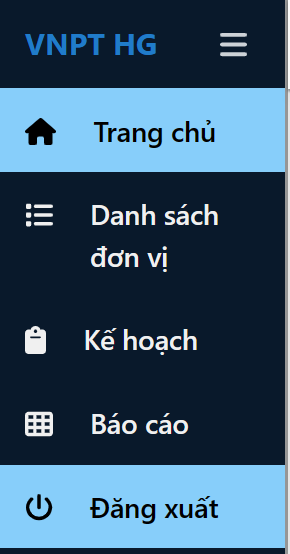 VNPT HG
Trang chủ
Danh sách
đơn vị
Kế hoạch
Báo cáo
Đăng xuất